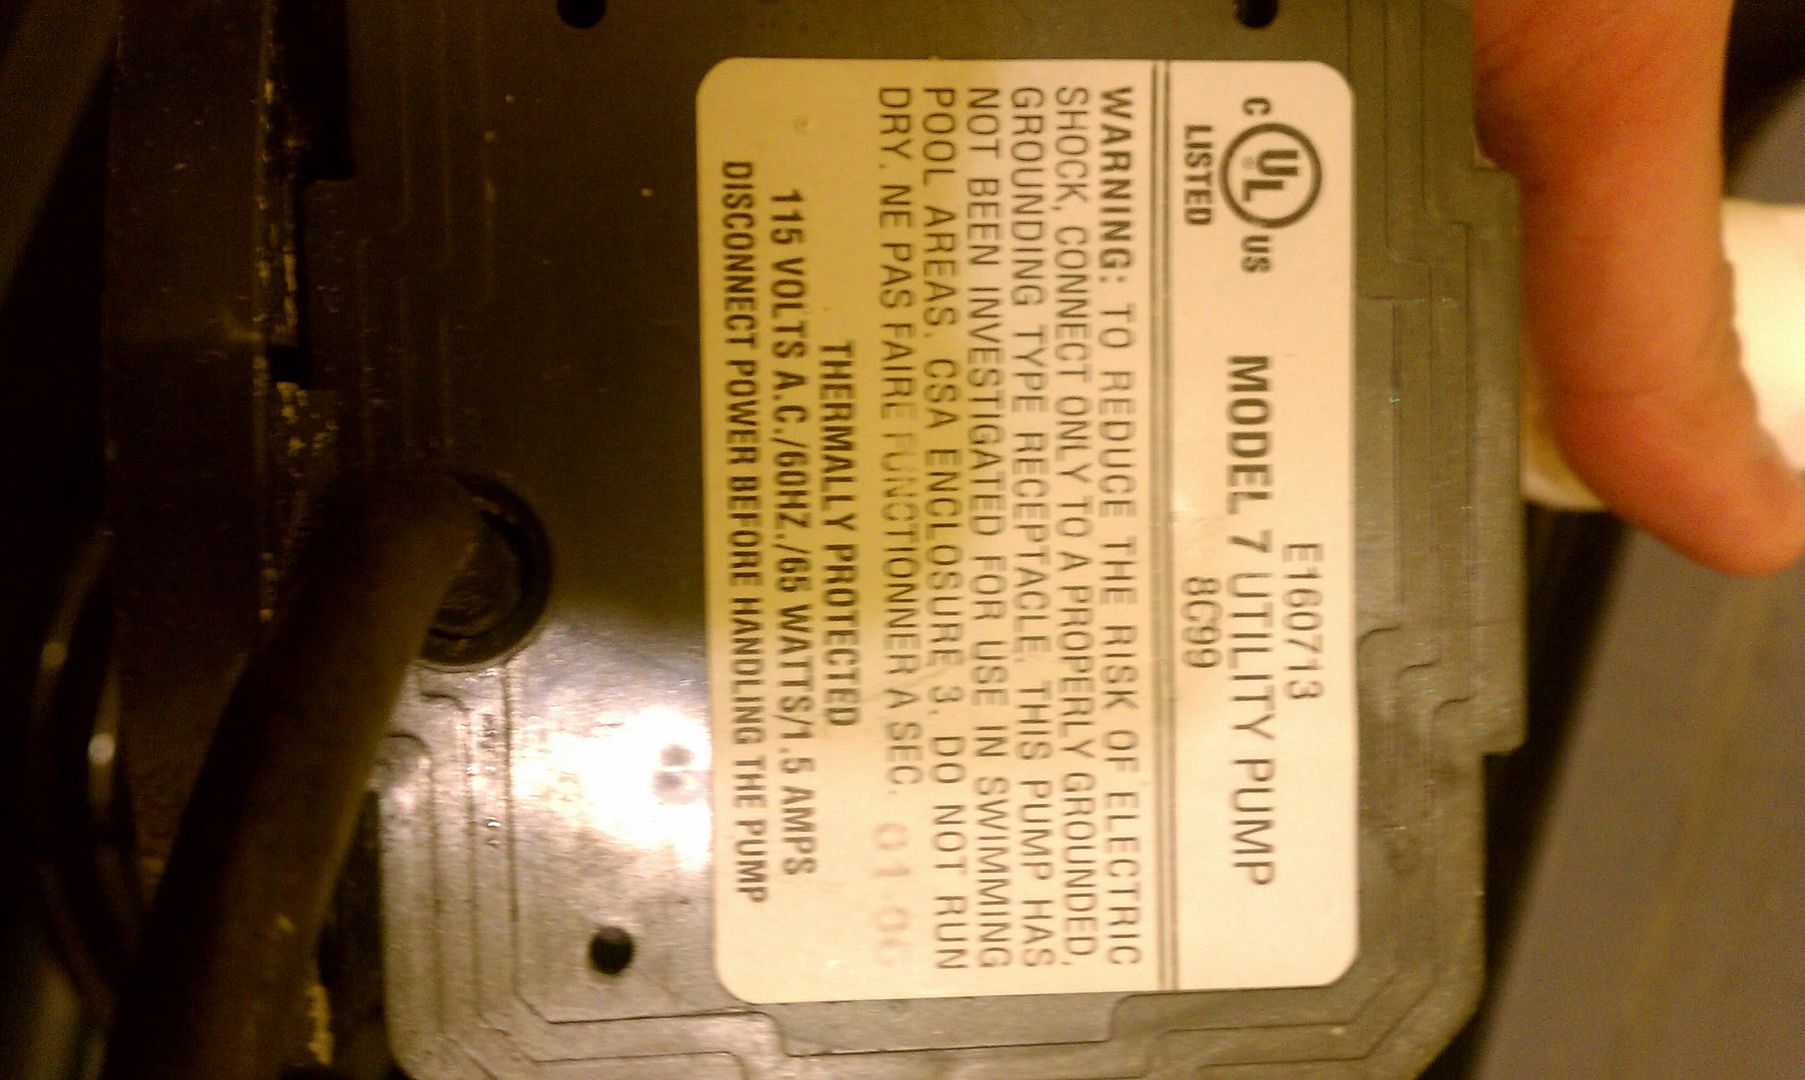 E160713
C UL® US MODEL 7 UTILITY PUMP
LISTED 8C99
WARNING: TO REDUCE THE RISK OF ELECTRIC
SHOCK, CONNECT ONLY TO A PROPERLY GROUNDED,
GROUNDING TYPE RECEPTACLE. THIS PUMP HAS
NOT BEEN INVESTIGATED FOR USE IN SWIMMING
POOL AREAS. CSA ENCLOSURE 3. DO NOT RUN
DRY. NE PAS FAIRE FUNCTIONNER A SEC. 01-06
THERMALLY PROTECTED
115 VOLTS A.C./60HZ./65 WATTS/1.5 AMPS
DISCONNECT POWER BEFORE HANDLING THE PUMP